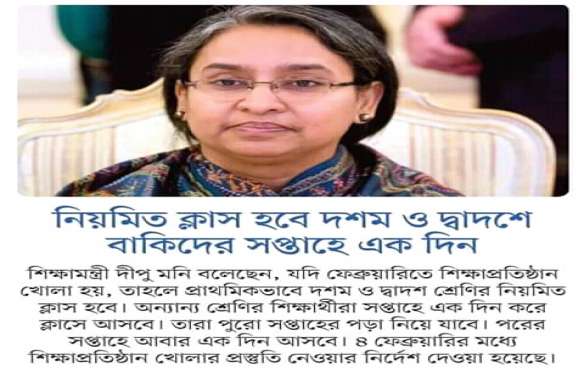 নিয়মিত ক্লাস হবে দশম ও দ্বাদশে
বাকিদের সপ্তাহে এক দিন
শিক্ষামন্ত্রী দীপু মনি বলেছেন, যদি ফেব্রুয়ারিতে শিক্ষাপ্রতিষ্ঠান
খোলা হয়, তাহলে প্রাথমিকভাবে দশম ও দ্বাদশ শ্রেণির নিয়মিত
ক্লাস হবে। অন্যান্য শ্রেণির শিক্ষার্থীরা সপ্তাহে এক দিন করে
ক্লাসে আসবে। তারা পুরো সপ্তাহের পড়া নিয়ে যাবে। পরের
সপ্তাহে আবার এক দিন আসবে। ৪ ফেব্রুয়ারির মধ্যে
শিক্ষাপ্রতিষ্ঠান খোলার প্রস্তুতি নেওয়ার নির্দেশ দেওয়া হয়েছে।